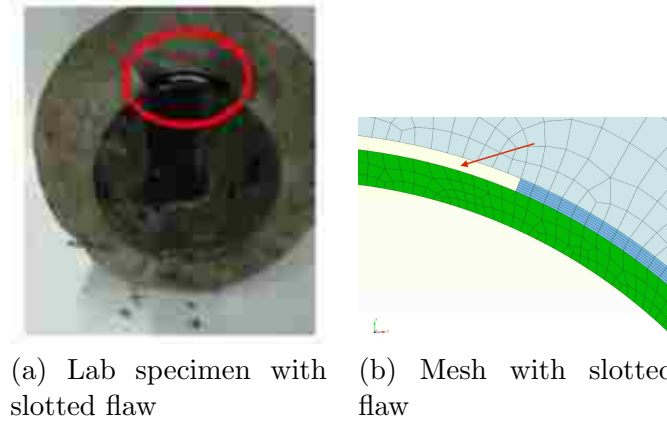 (a) Lab specimen with
slotted flaw
(b) Mesh with slotted
flaw